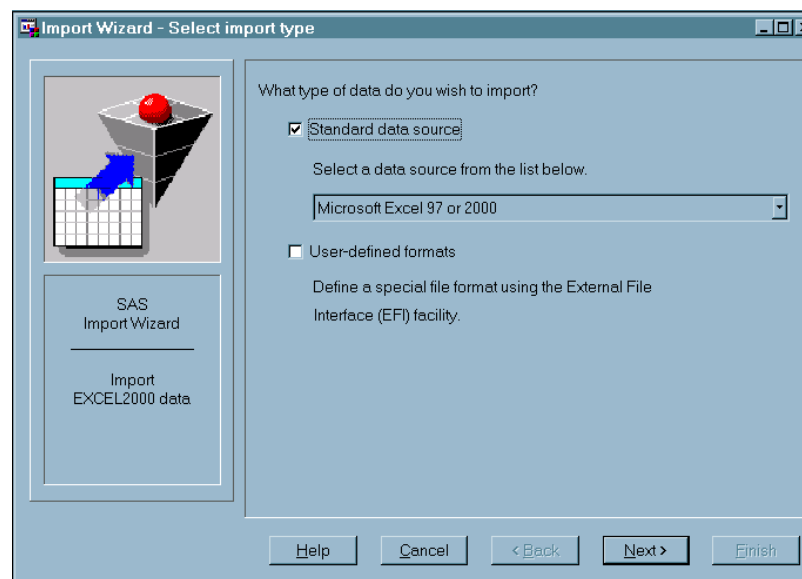 Import Wizard - Select import type
What type of data do you wish to import?
Standard data source
Select a data source from the list below.
Microsoft Excel 97 or 2000
User-defined formats
Define a special file format using the External File
Interface (EFI) facility.
SAS
Import Wizard
Import
EXCEL2000 data
Help
Cancel
< Back
Next >
Finish